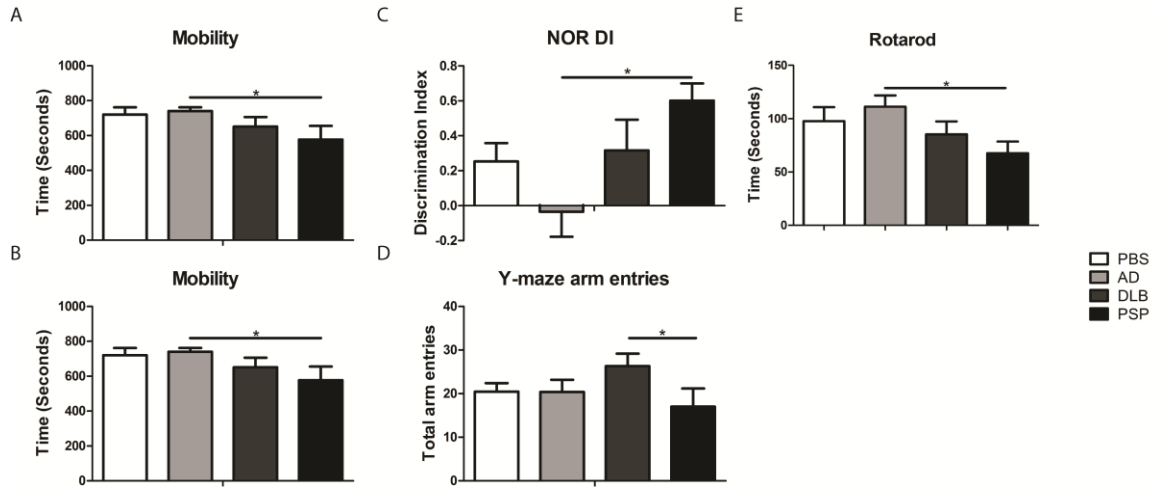 A
Mobility
Time (Seconds)
1000
800
600
400
200
0
*
B
Mobility
Time (Seconds)
1000
800
600
400
200
0
*
C
NOR DI
Discrimination Index
0.8
0.6
0.4
0.2
0.0
-0.2
*
D
Y-maze arm entries
Total arm entries
40
30
20
10
0
*
E
Rotarod
Time (Seconds)
150
100
50
0
*
PBS
AD
DLB
PSP